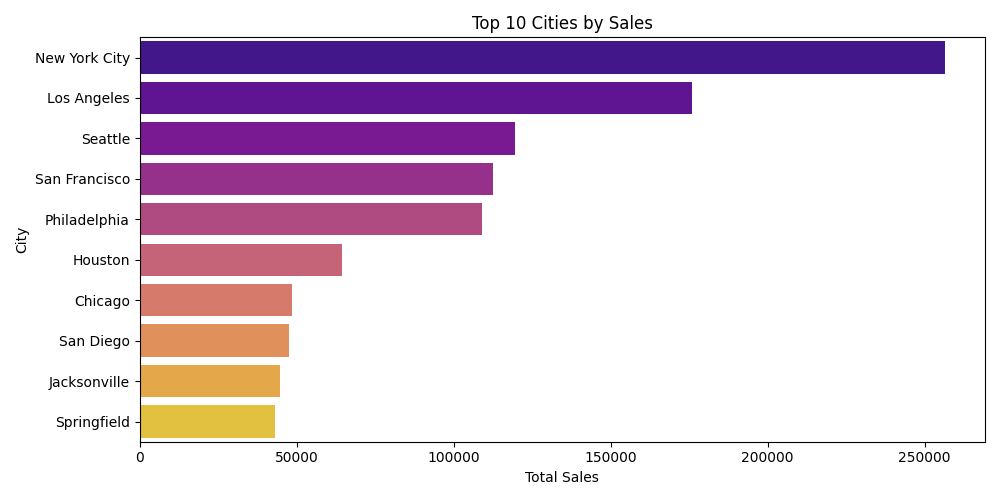 Top 10 Cities by Sales
City
New York City
Los Angeles
Seattle
San Francisco
Philadelphia
Houston
Chicago
San Diego
Jacksonville
Springfield
0 50000 100000 150000 200000 250000
Total Sales